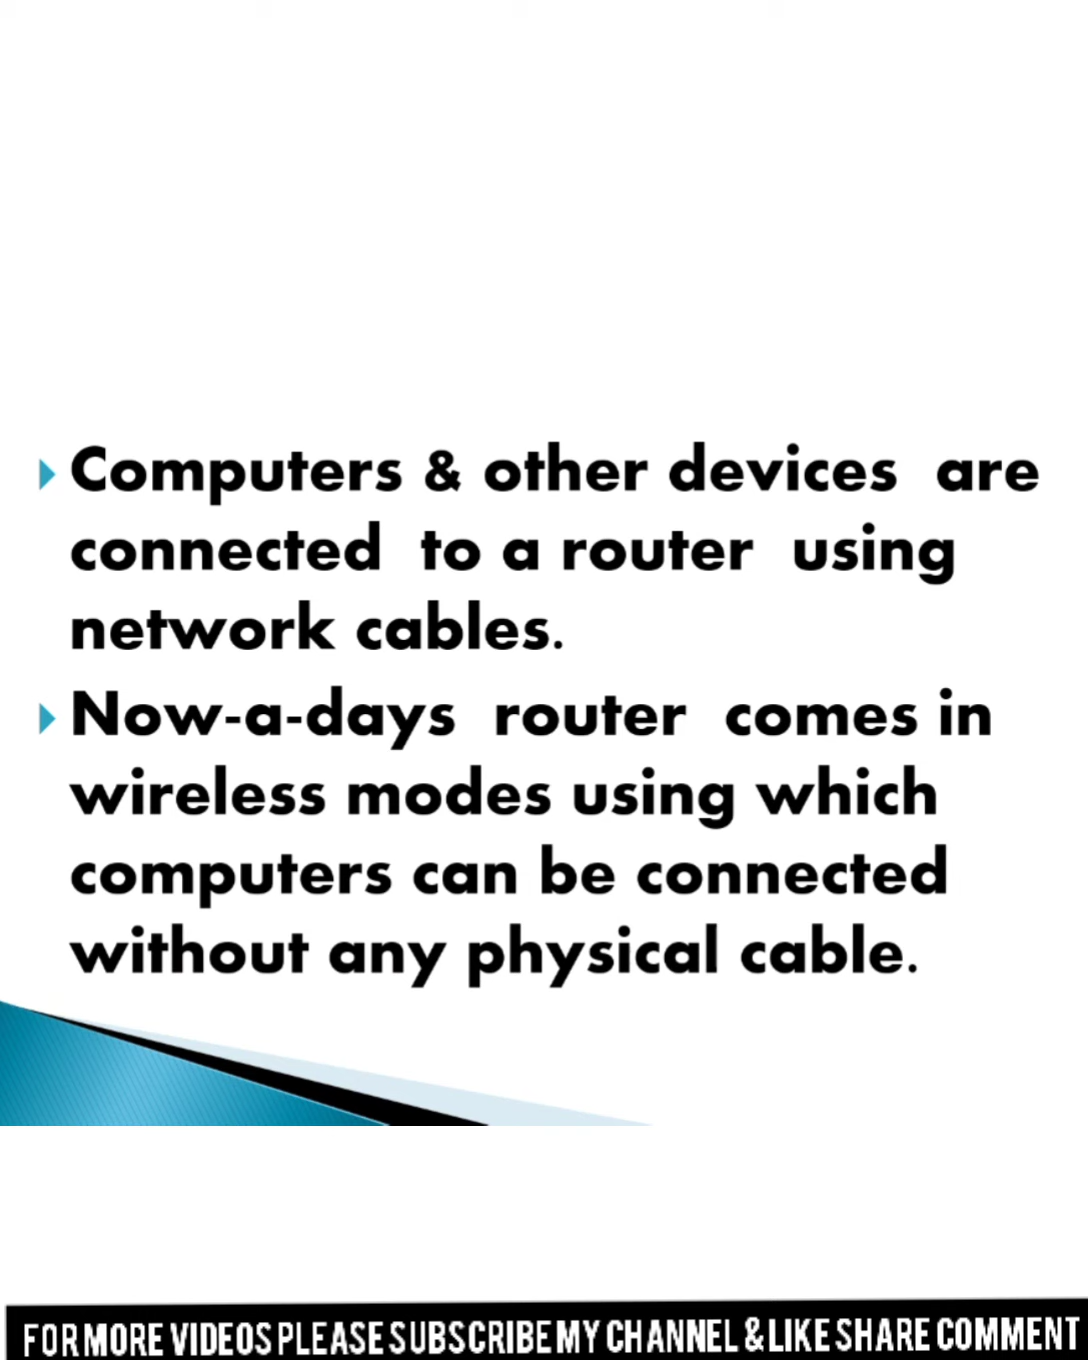 Computers & other devices are
connected to a router using
network cables.
Now-a-days router comes in
wireless modes using which
computers can be connected
without any physical cable.
FOR MORE VIDEOS PLEASE SUBSCRIBE MY CHANNEL & LIKE SHARE COMMENT